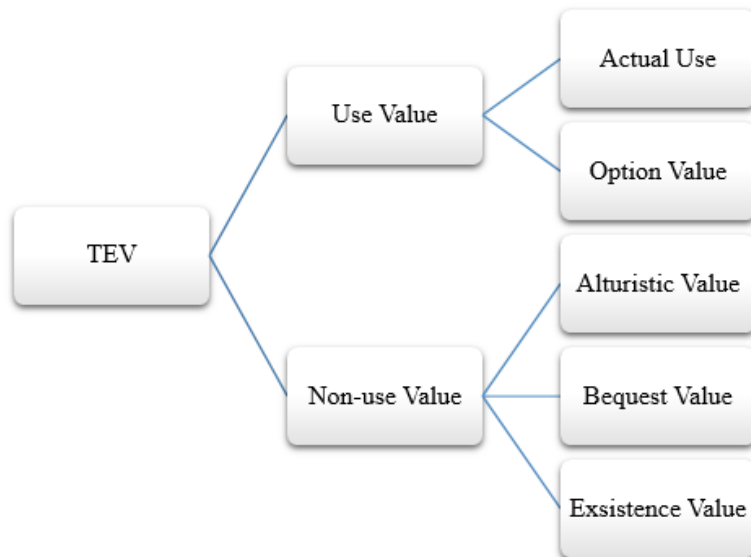 TEV
Use Value
Actual Use
Option Value
Non-use Value
Alturistic Value
Bequest Value
Exsistence Value